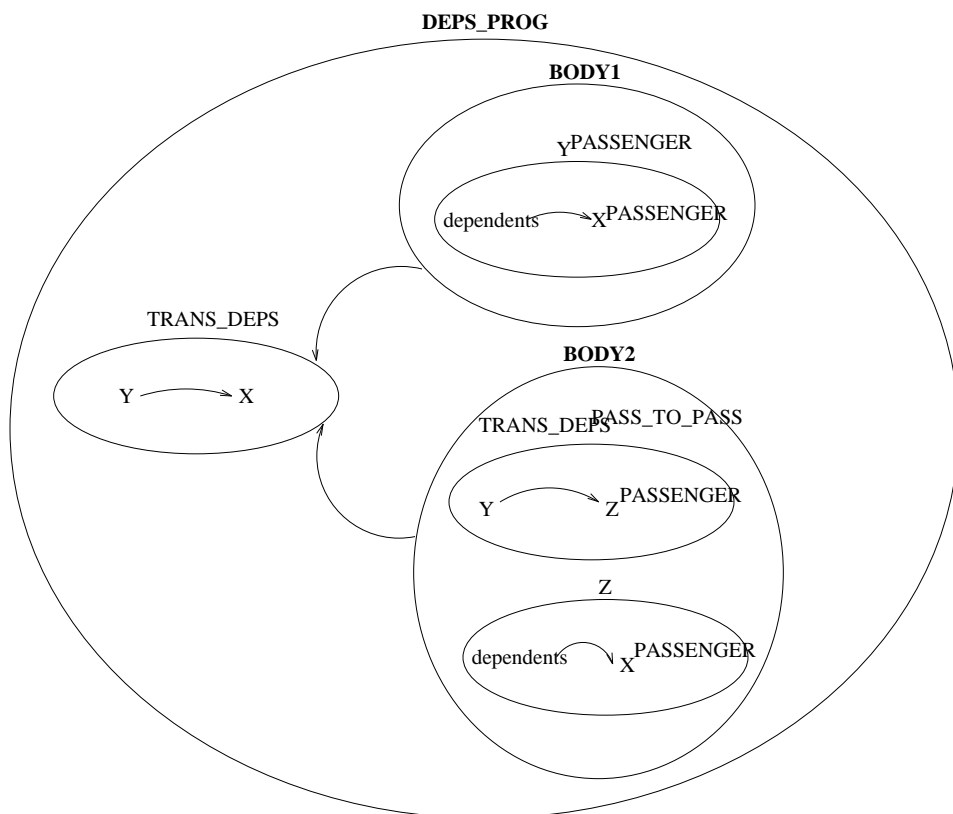 DEPS_PROG
BODY1
Y PASSENGER
dependents X PASSENGER
TRANS_DEPS
Y X
BODY2
TRANS_DEPS PASS_TO_PASS
Y Z PASSENGER
Z
dependents X PASSENGER